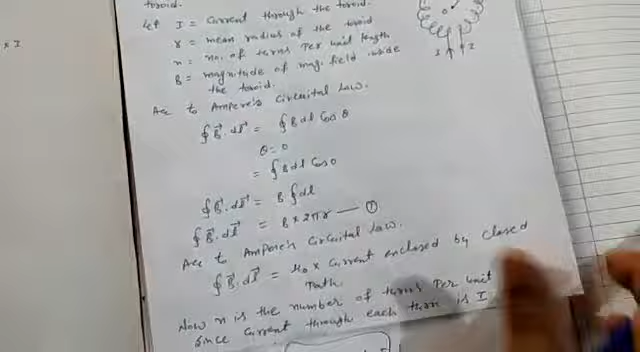 toroid.
Let I = Current through the toroid.
r = mean radius of the toroid
n = no. of terns per unit length
B = magnitude of mag. field inside
the toroid.
× I
I I
Acc to Ampere's Circuital Law.
∮B⃗.dl⃗ = ∮B dl Cos θ
θ = 0
= ∮B dl Cos 0
∮B⃗.dl⃗ = B∮dl
∮B⃗.dl⃗ = B × 2πr — ①
Acc to Ampere's Circuital Law.
∮B⃗.dl⃗ = μ₀ × Current enclosed by closed
Path.
Now n is the number of terns per unit
Since Current through each turn is I